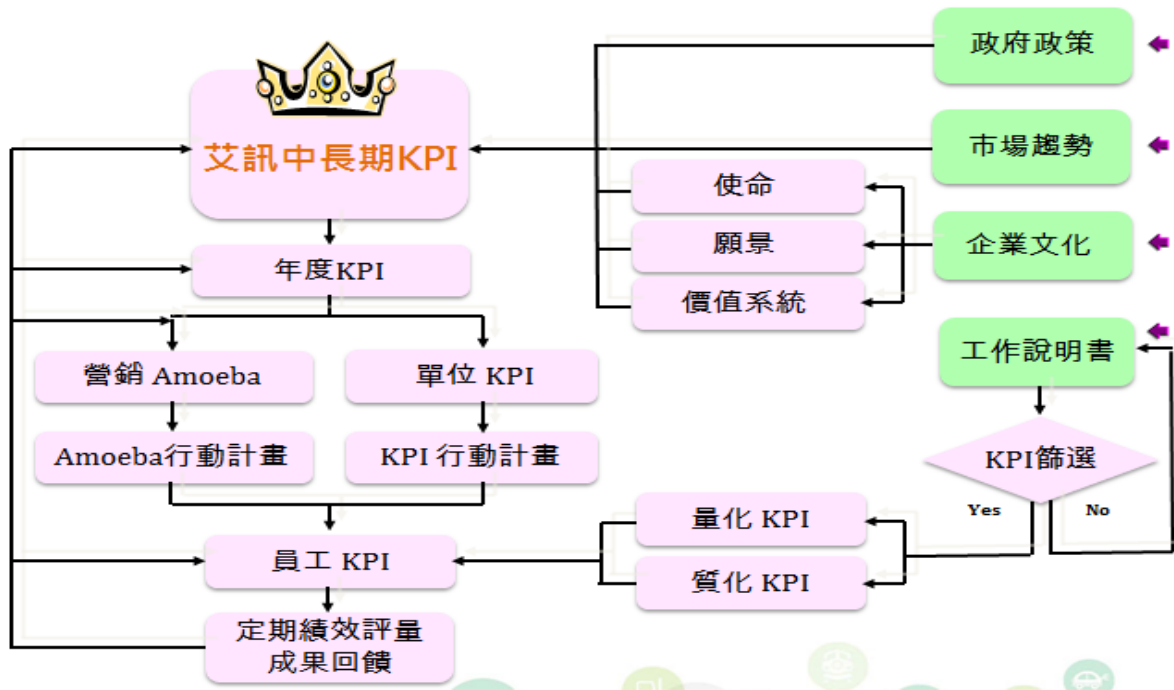 艾訊中長期KPI
年度KPI
營銷 Amoeba
單位 KPI
Amoeba行動計畫
KPI 行動計畫
員工 KPI
定期績效評量
成果回饋
使命
願景
價值系統
量化 KPI
質化 KPI
政府政策
市場趨勢
企業文化
工作說明書
KPI篩選
Yes
No